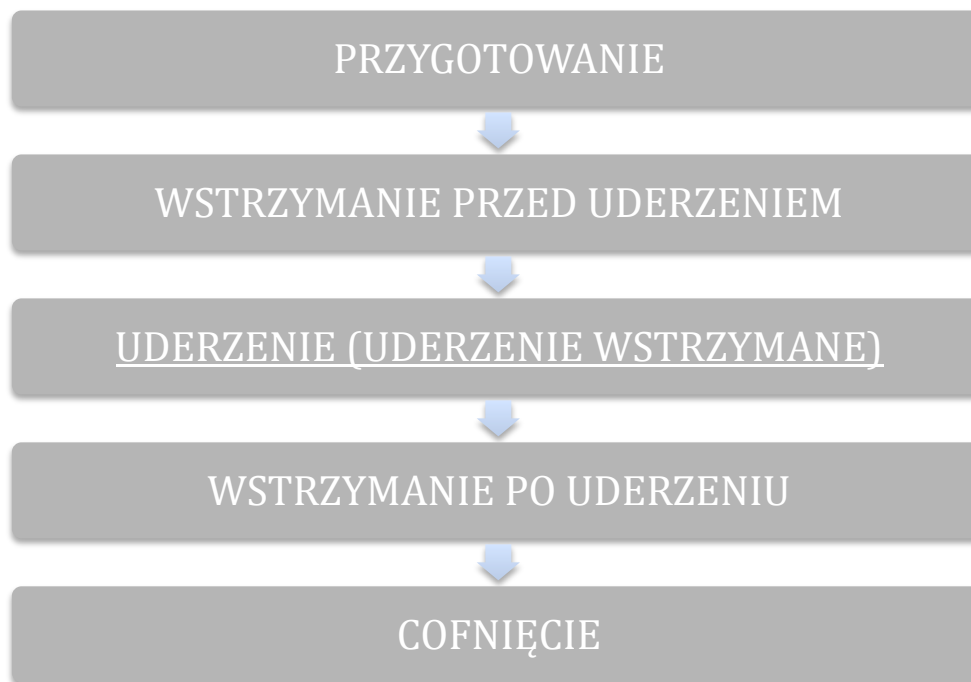 PRZYGOTOWANIE
WSTRZYMANIE PRZED UDERZENIEM
UDERZENIE (UDERZENIE WSTRZYMANE)
WSTRZYMANIE PO UDERZENIU
COFNIĘCIE